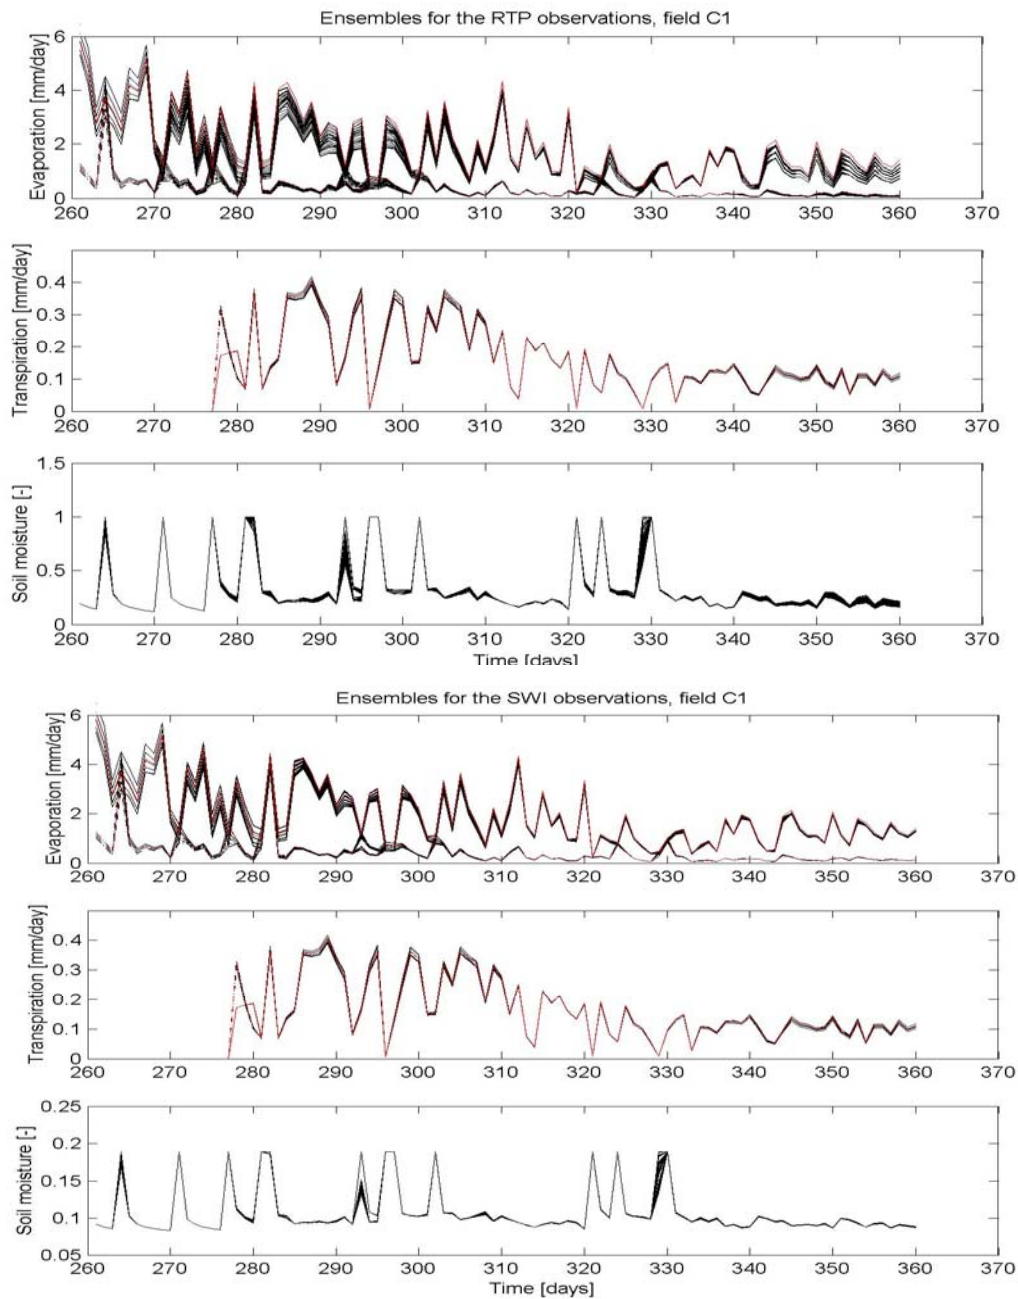 Ensembles for the RTP observations, field C1
Evaporation [mm/day]
6
4
2
0
260 270 280 290 300 310 320 330 340 350 360 370
Transpiration [mm/day]
0.4
0.3
0.2
0.1
0
260 270 280 290 300 310 320 330 340 350 360 370
Soil moisture [-]
1.5
1
0.5
0
260 270 280 290 300 310 320 330 340 350 360 370
Time [days]
Ensembles for the SWI observations, field C1
Evaporation [mm/day]
6
4
2
0
260 270 280 290 300 310 320 330 340 350 360 370
Transpiration [mm/day]
0.4
0.3
0.2
0.1
0
260 270 280 290 300 310 320 330 340 350 360 370
Soil moisture [-]
0.25
0.2
0.15
0.1
0.05
260 270 280 290 300 310 320 330 340 350 360 370
Time [days]